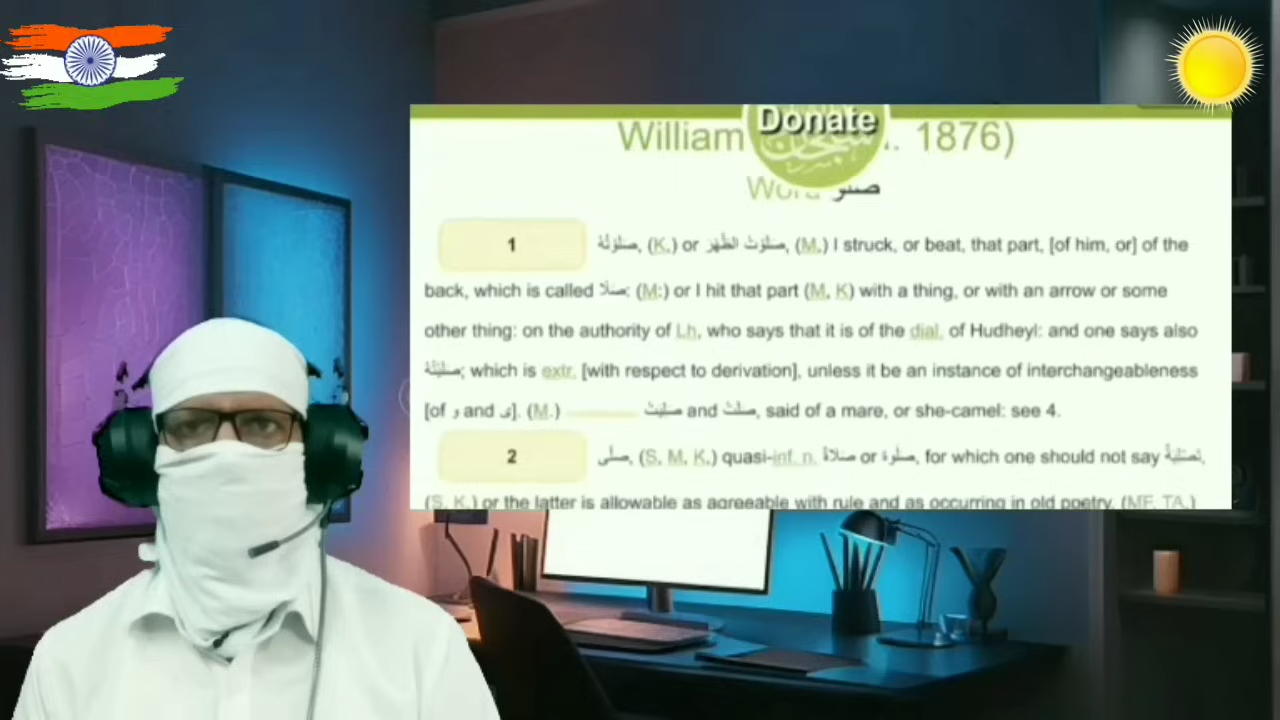 Donate
William .. 1876)
Word صلو
1 صَلَوْتُهُ, (K,) or صَلَوْتُ الظَّهْرَ, (M,) I struck, or beat, that part, [of him, or] of the
back, which is called صَلًا: (M:) or I hit that part (M, K) with a thing, or with an arrow or some
other thing: on the authority of Lh, who says that it is of the dial. of Hudheyl: and one says also
صَلَيْتُهُ; which is extr. [with respect to derivation], unless it be an instance of interchangeableness
[of و and ى]. (M.) صَلِيَتْ and صَلَتْ, said of a mare, or she-camel: see 4.
2 صلّى, (S, M, K,) quasi-inf. n. صَلَاةٌ or صَلٰوةٌ, for which one should not say تَصْلِيَةٌ,
(S, K,) or the latter is allowable as agreeable with rule and as occurring in old poetry, (MF, TA,)